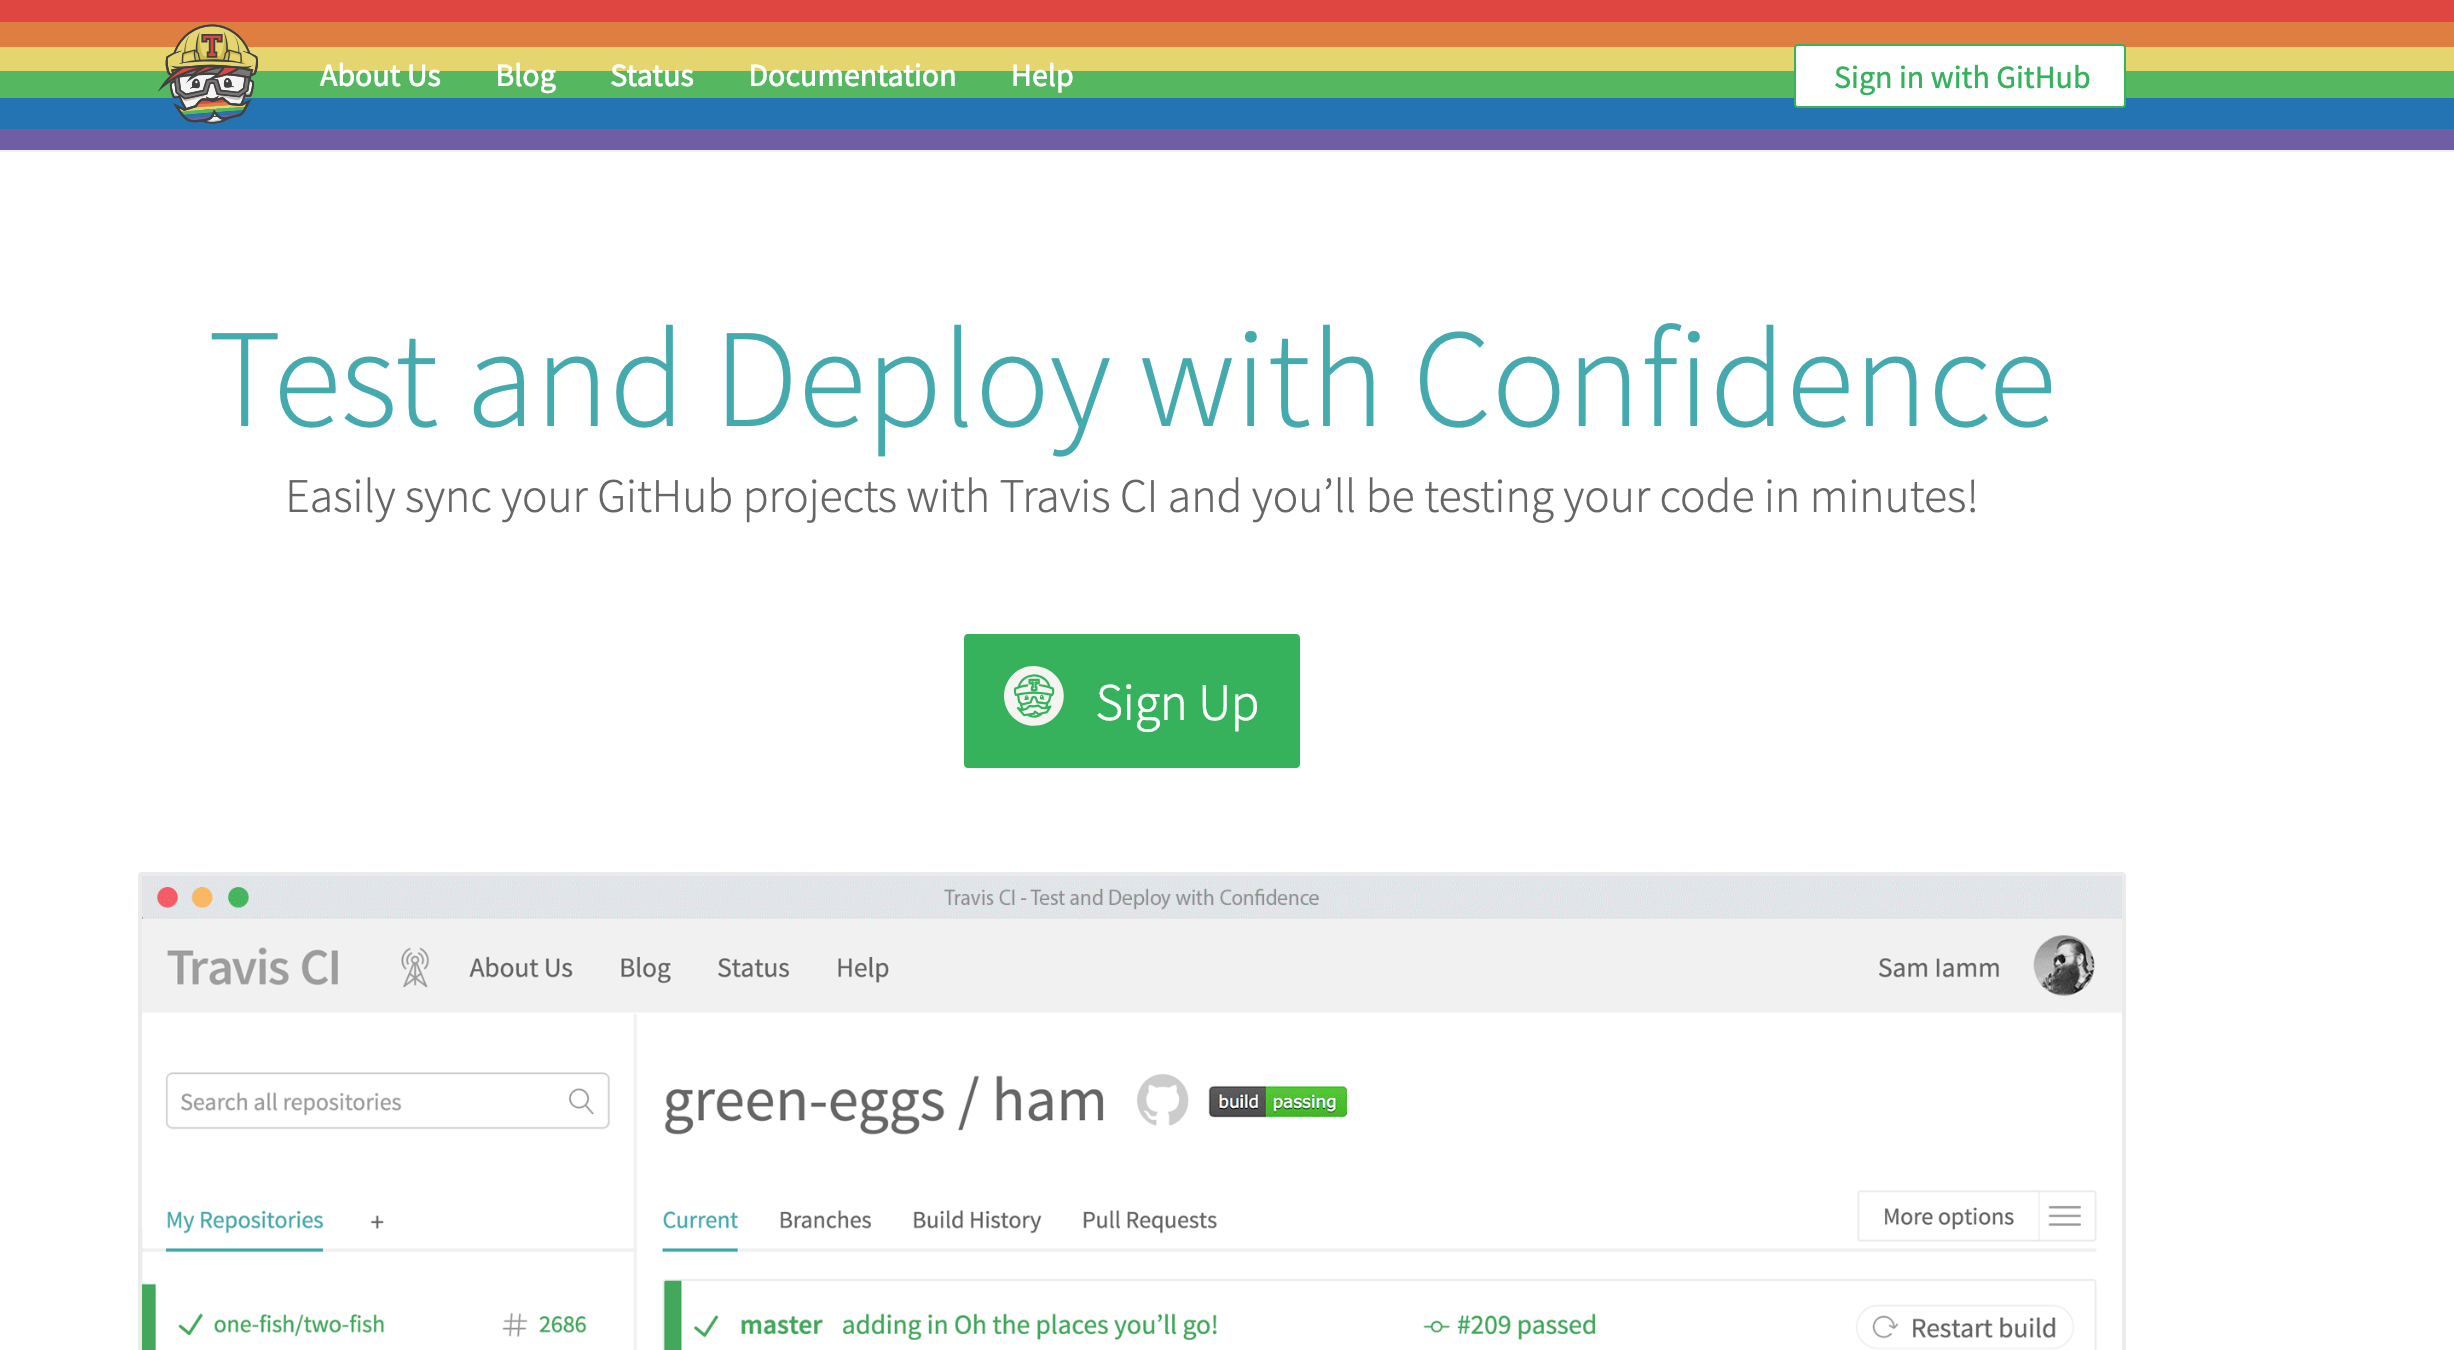 T
About Us Blog Status Documentation Help
Sign in with GitHub
Test and Deploy with Confidence
Easily sync your GitHub projects with Travis CI and you’ll be testing your code in minutes!
Sign Up
Travis CI - Test and Deploy with Confidence
Travis CI About Us Blog Status Help Sam Iamm
Search all repositories
green-eggs / ham build passing
My Repositories +
Current Branches Build History Pull Requests More options
one-fish/two-fish # 2686
master adding in Oh the places you’ll go! #209 passed Restart build